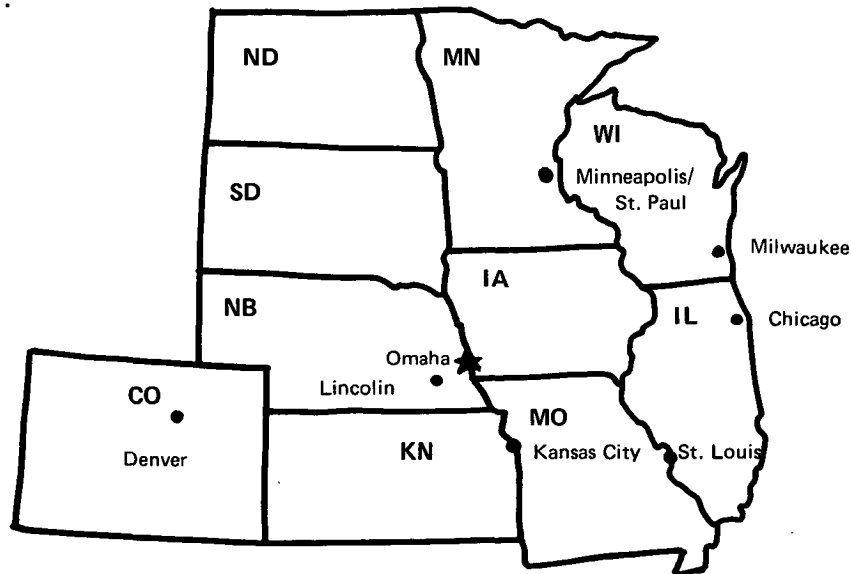 ND
MN
WI
Minneapolis/
St. Paul
SD
Milwaukee
IA
NB
IL
Chicago
Omaha
Lincolin
CO
MO
Denver
KN
Kansas City
St. Louis